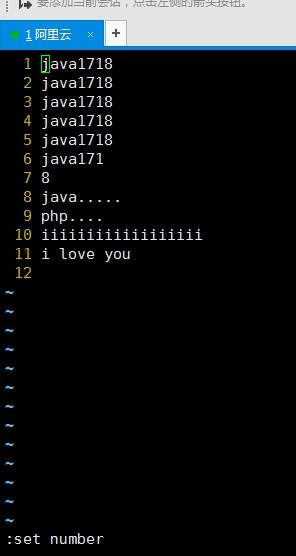 要添加当前会话，点击左侧的箭头按钮。
1 阿里云 × +
1 java1718
2 java1718
3 java1718
4 java1718
5 java1718
6 java171
7 8
8 java.....
9 php....
10 iiiiiiiiiiiiiiiiii
11 i love you
12
~
~
~
~
~
~
~
~
~
~
~
~
~
:set number